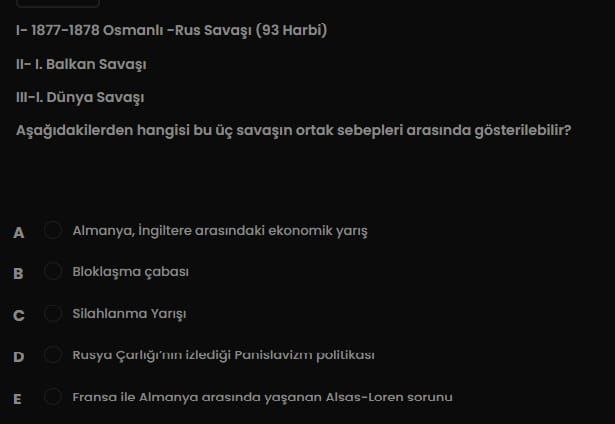 I- 1877-1878 Osmanlı -Rus Savaşı (93 Harbi)
II- I. Balkan Savaşı
III-I. Dünya Savaşı
Aşağıdakilerden hangisi bu üç savaşın ortak sebepleri arasında gösterilebilir?
A Almanya, İngiltere arasındaki ekonomik yarış
B Bloklaşma çabası
C Silahlanma Yarışı
D Rusya Çarlığı'nın izlediği Panislavizm politikası
E Fransa ile Almanya arasında yaşanan Alsas-Loren sorunu